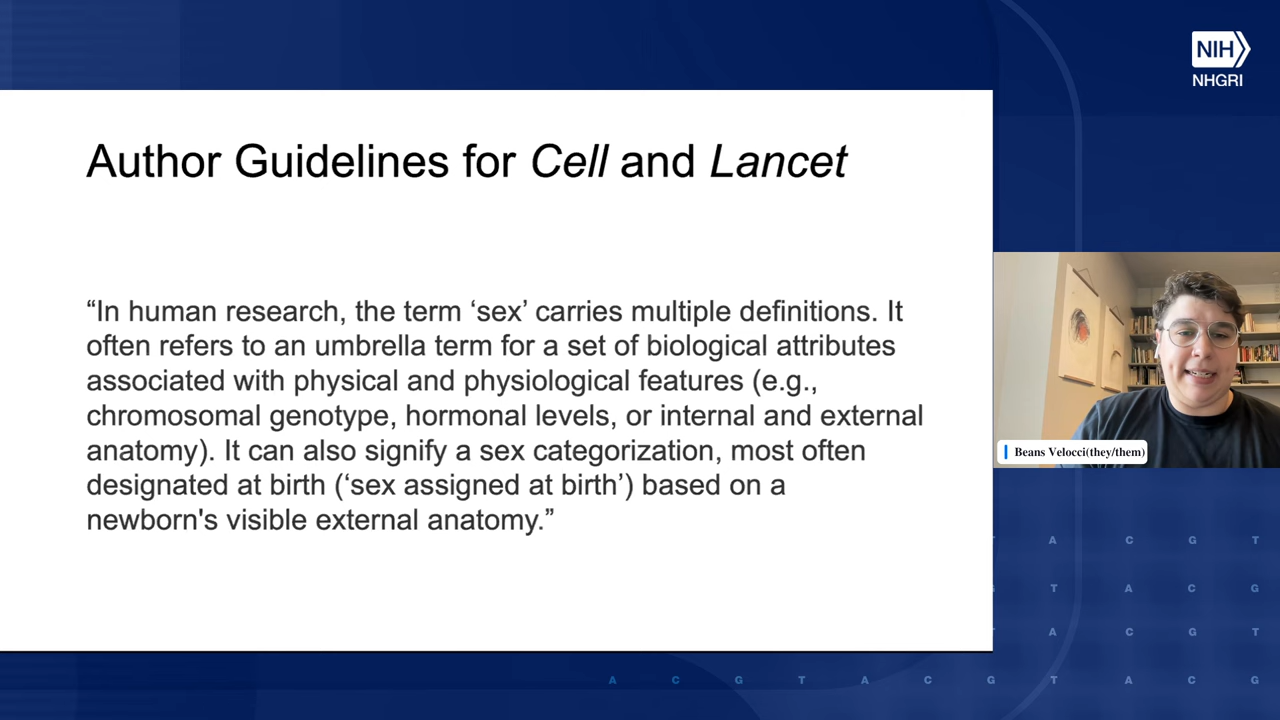 NIH
NHGRI
Author Guidelines for Cell and Lancet
“In human research, the term ‘sex’ carries multiple definitions. It
often refers to an umbrella term for a set of biological attributes
associated with physical and physiological features (e.g.,
chromosomal genotype, hormonal levels, or internal and external
anatomy). It can also signify a sex categorization, most often
designated at birth (‘sex assigned at birth’) based on a
newborn's visible external anatomy.”
Beans Velocci(they/them)
T A C G T
G T A C G
T A C G T
A C G T A C G T A C G